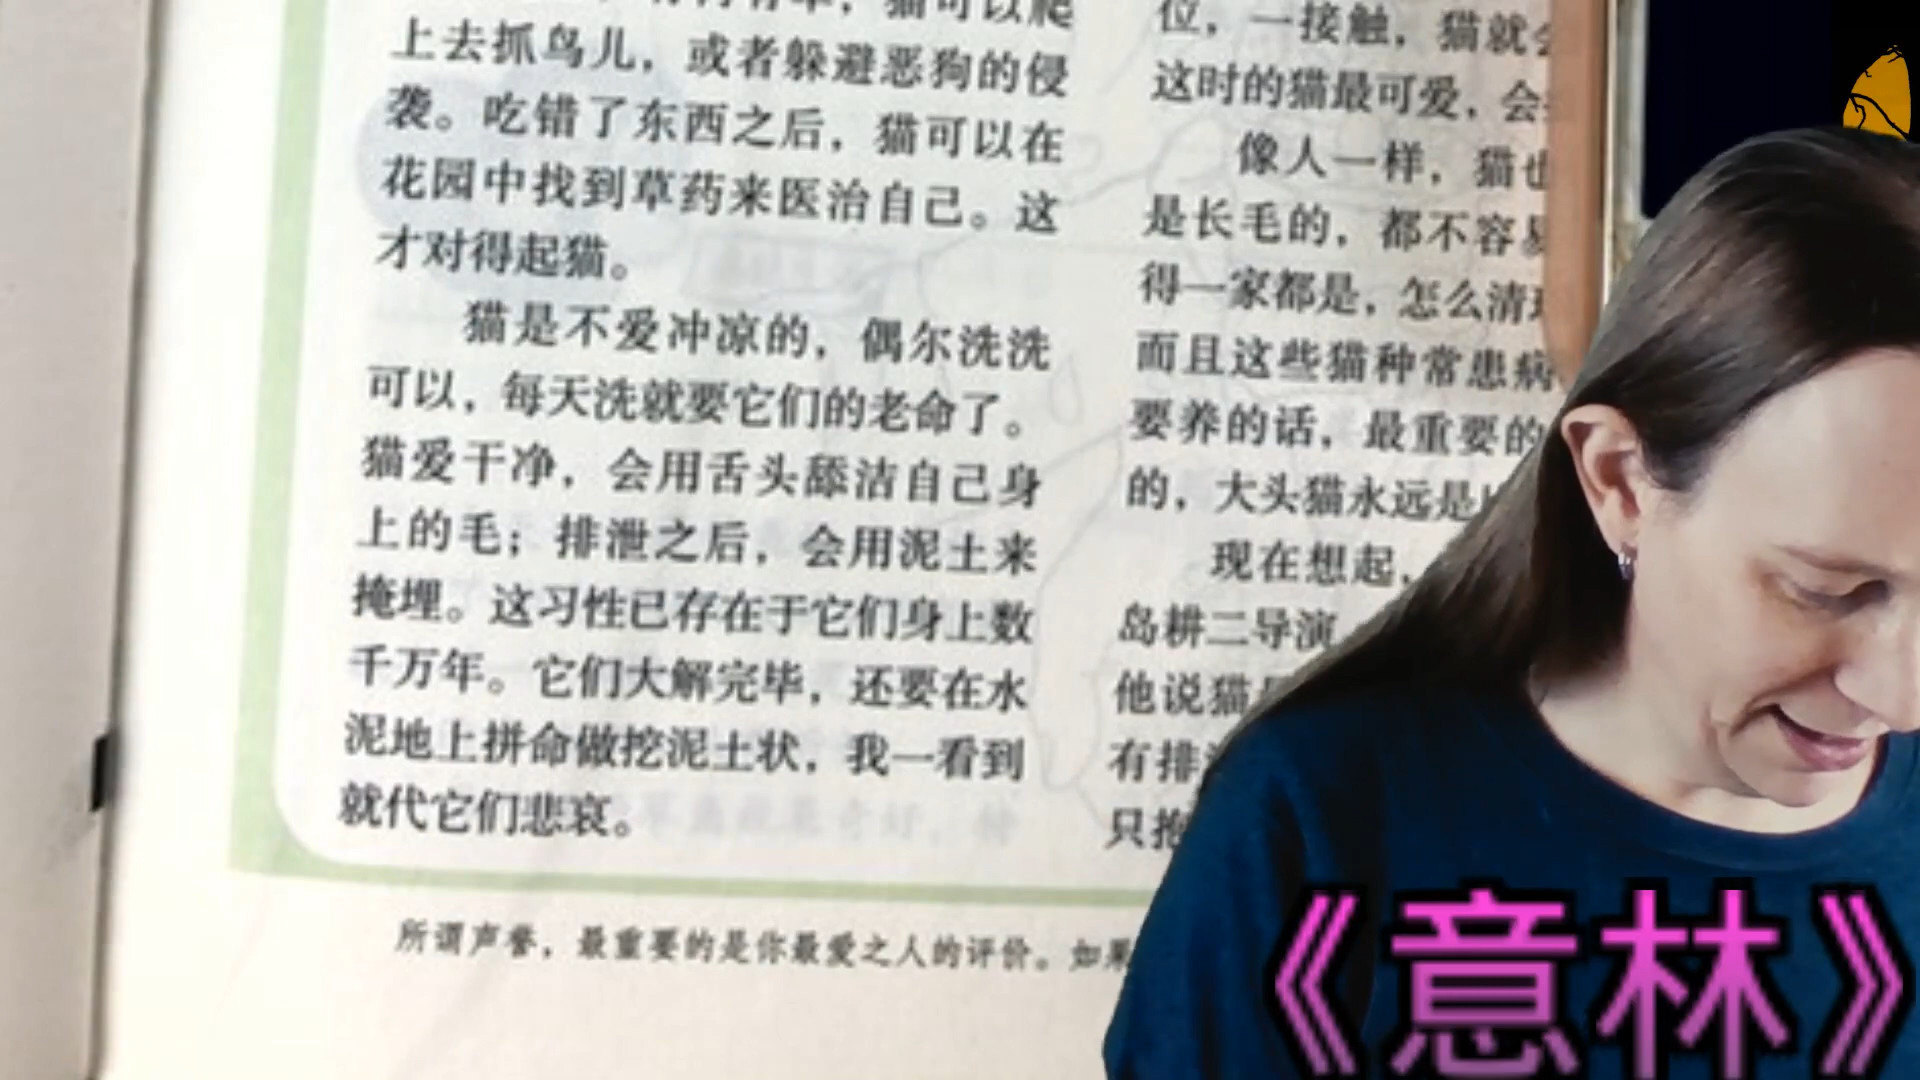 猫可以爬
上去抓鸟儿，或者躲避恶狗的侵
袭。吃错了东西之后，猫可以在
花园中找到草药来医治自己。这
才对得起猫。
猫是不爱冲凉的，偶尔洗洗
可以，每天洗就要它们的老命了。
猫爱干净，会用舌头舔洁自己身
上的毛；排泄之后，会用泥土来
掩埋。这习性已存在于它们身上数
千万年。它们大解完毕，还要在水
泥地上拼命做挖泥土状，我一看到
就代它们悲哀。
位，一接触，猫就会
这时的猫最可爱，会
像人一样，猫也
是长毛的，都不容易
得一家都是，怎么清
而且这些猫种常患病
要养的话，最重要的
的，大头猫永远是
现在想起，
岛耕二导演
他说猫
有排
只抱
所谓声誉，最重要的是你最爱之人的评价。如果
《意林》